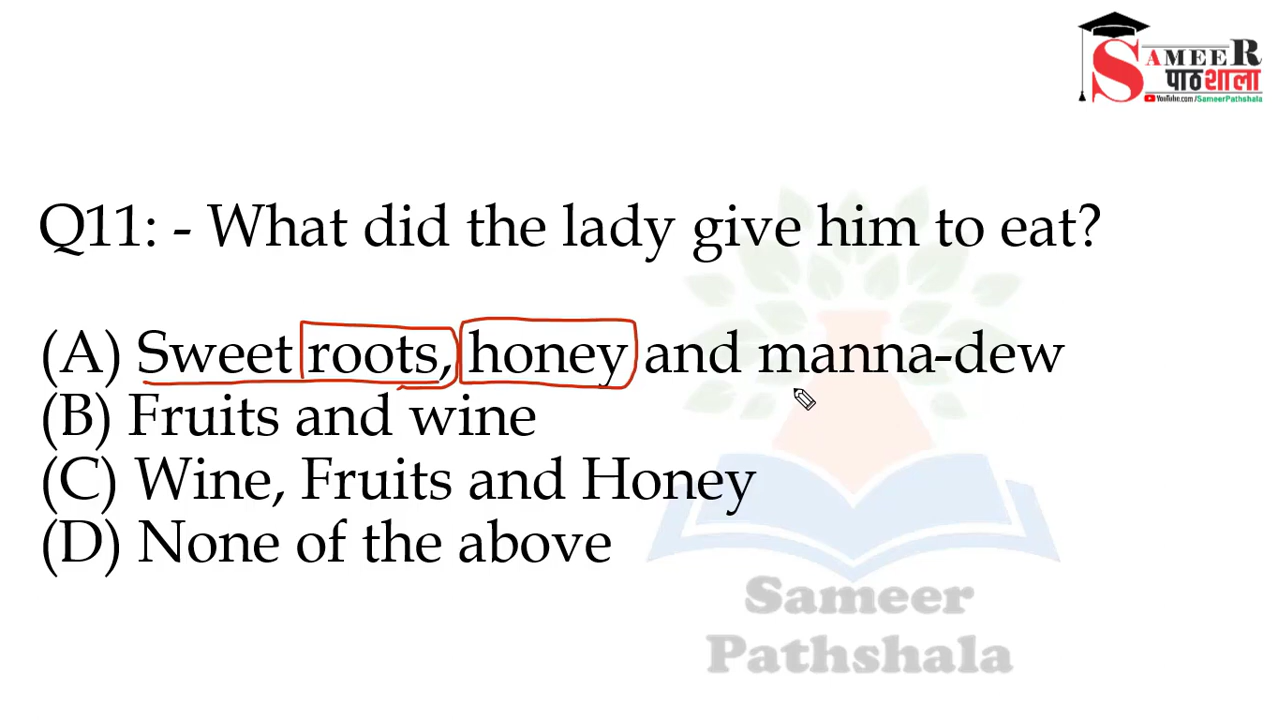 SAMEER
पाठशाला
YouTube.com/SameerPathshala
Q11: - What did the lady give him to eat?
(A) Sweet roots, honey and manna-dew
(B) Fruits and wine
(C) Wine, Fruits and Honey
(D) None of the above
Sameer
Pathshala